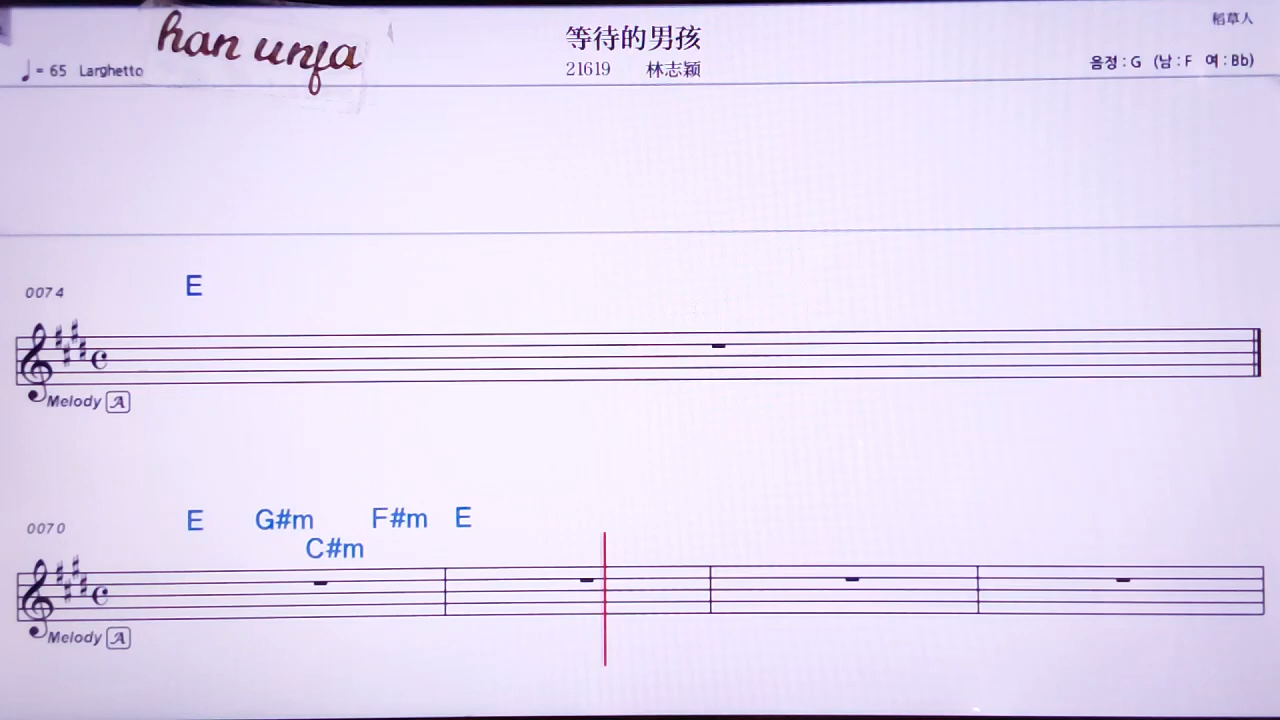 han unja
等待的男孩
稻草人
♩= 65 Larghetto
21619 林志颖
음정 : G (남 : F 여 : Bb)
0074
E
Melody A
E G#m F#m E
0070
C#m
Melody A